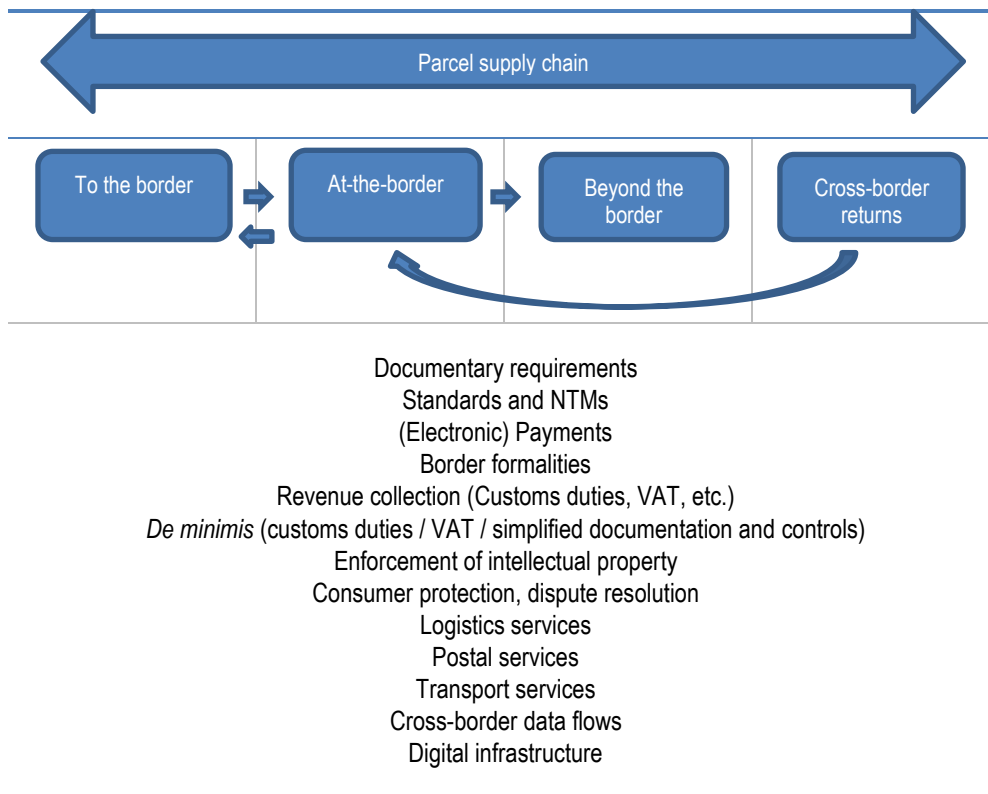 Parcel supply chain
To the border
At-the-border
Beyond the
border
Cross-border
returns
Documentary requirements
Standards and NTMs
(Electronic) Payments
Border formalities
Revenue collection (Customs duties, VAT, etc.)
De minimis (customs duties / VAT / simplified documentation and controls)
Enforcement of intellectual property
Consumer protection, dispute resolution
Logistics services
Postal services
Transport services
Cross-border data flows
Digital infrastructure